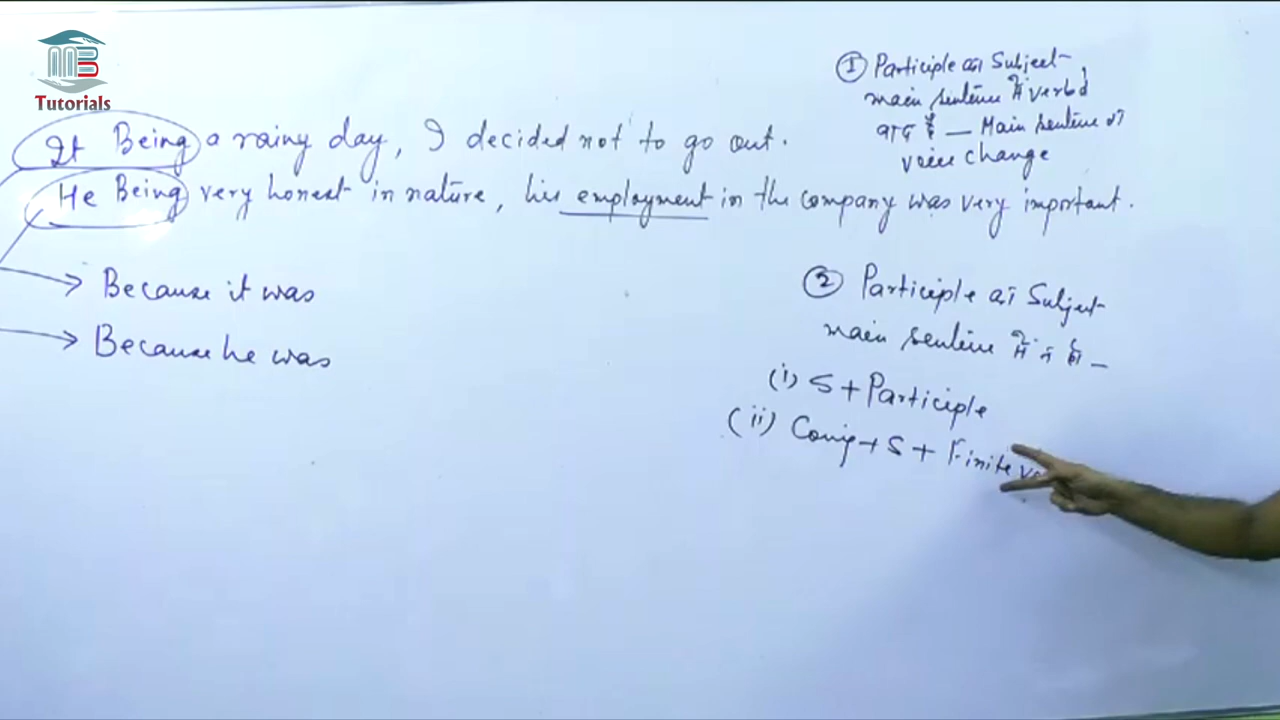 MB
Tutorials
It Being a rainy day, I decided not to go out.
He Being very honest in nature, his employment in the company was very important.
Because it was
Because he was
① Participle का Subject
main sentence में verb के
बाद है — Main sentence का
voice change
② Participle का Subject
main sentence में न हो —
(i) S + Participle
(ii) Conj + S + Finite